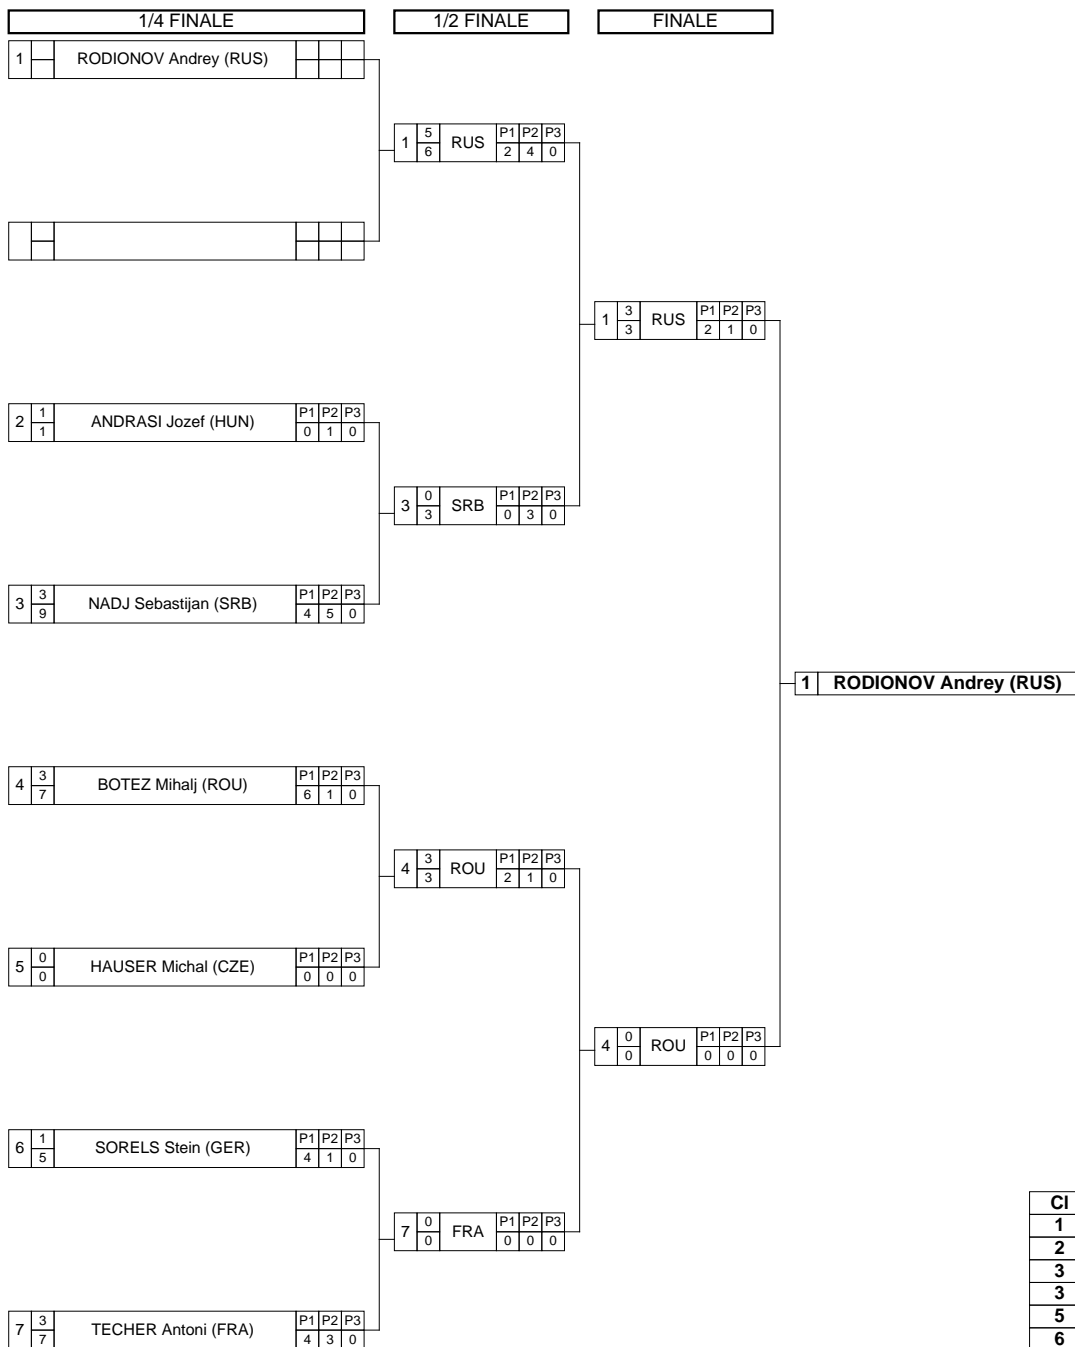 1/4 FINALE 1/2 FINALE FINALE
1 RODIONOV Andrey (RUS)
1 5 RUS P1 P2 P3
6 2 4 0
1 3 RUS P1 P2 P3
3 2 1 0
2 1 ANDRASI Jozef (HUN) P1 P2 P3
1 0 1 0
3 0 SRB P1 P2 P3
3 0 3 0
3 3 NADJ Sebastijan (SRB) P1 P2 P3
9 4 5 0
1 RODIONOV Andrey (RUS)
4 3 BOTEZ Mihalj (ROU) P1 P2 P3
7 6 1 0
4 3 ROU P1 P2 P3
3 2 1 0
5 0 HAUSER Michal (CZE) P1 P2 P3
0 0 0 0
4 0 ROU P1 P2 P3
0 0 0 0
6 1 SORELS Stein (GER) P1 P2 P3
5 4 1 0
7 0 FRA P1 P2 P3
0 0 0 0
7 3 TECHER Antoni (FRA) P1 P2 P3
7 4 3 0
Cl
1
2
3
3
5
6